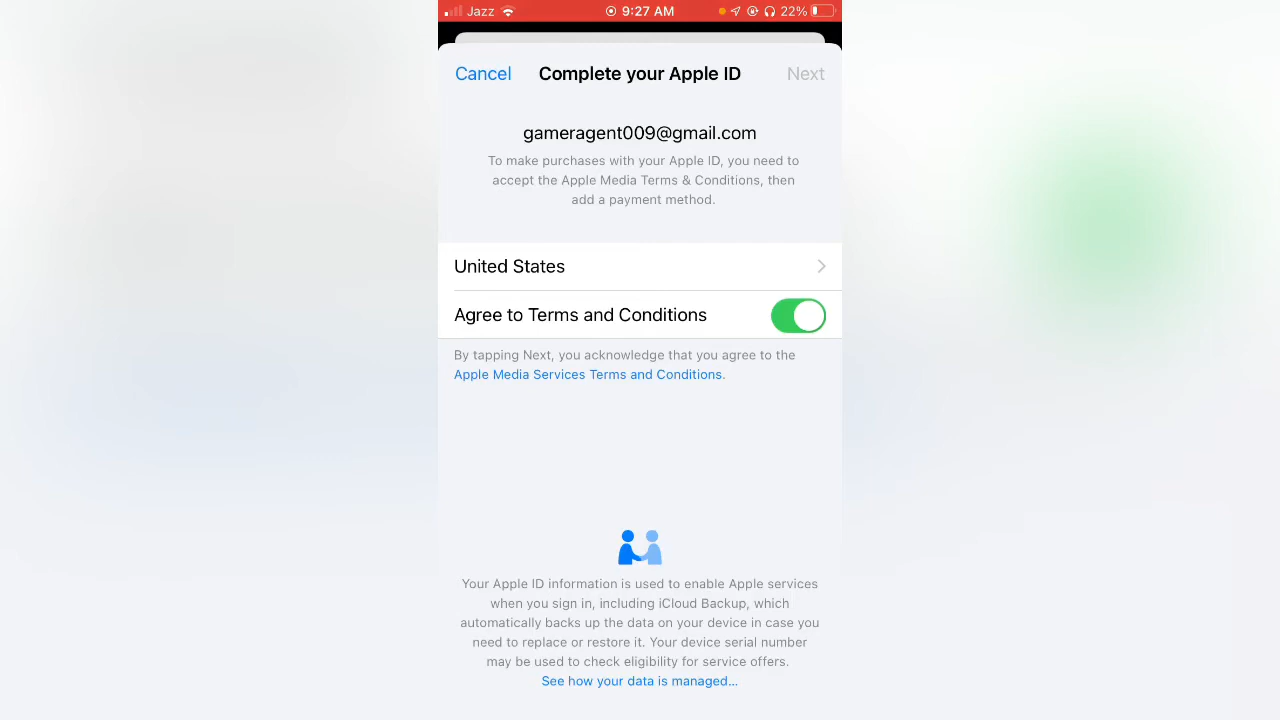 Jazz 9:27 AM 22%
Cancel Complete your Apple ID Next
gameragent009@gmail.com
To make purchases with your Apple ID, you need to
accept the Apple Media Terms & Conditions, then
add a payment method.
United States
Agree to Terms and Conditions
By tapping Next, you acknowledge that you agree to the
Apple Media Services Terms and Conditions.
Your Apple ID information is used to enable Apple services
when you sign in, including iCloud Backup, which
automatically backs up the data on your device in case you
need to replace or restore it. Your device serial number
may be used to check eligibility for service offers.
See how your data is managed...